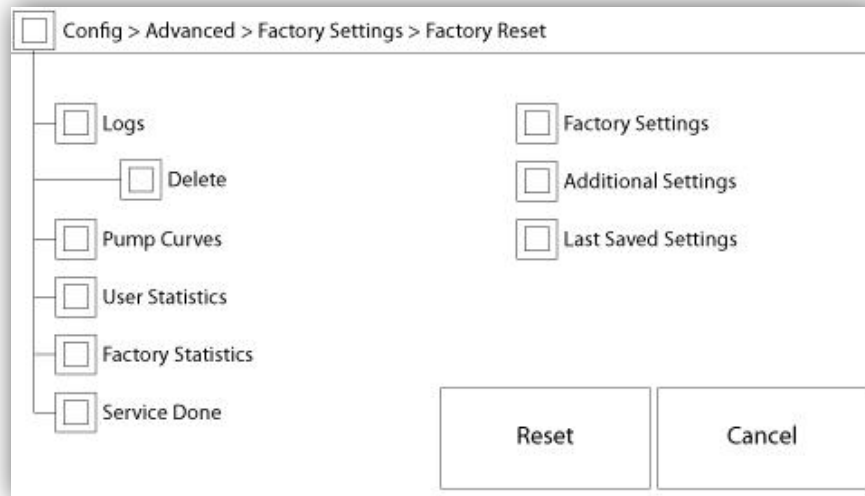 Config > Advanced > Factory Settings > Factory Reset
Logs
Delete
Pump Curves
User Statistics
Factory Statistics
Service Done
Factory Settings
Additional Settings
Last Saved Settings
Reset
Cancel